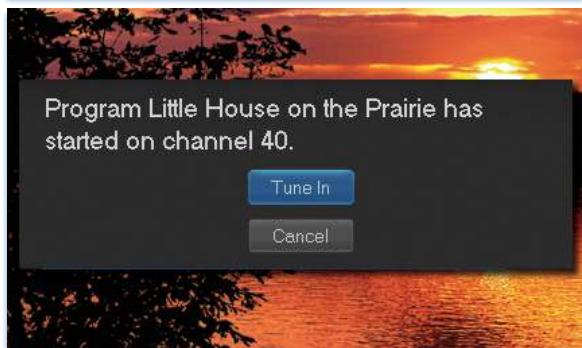 Program Little House on the Prairie has
started on channel 40.
Tune In
Cancel